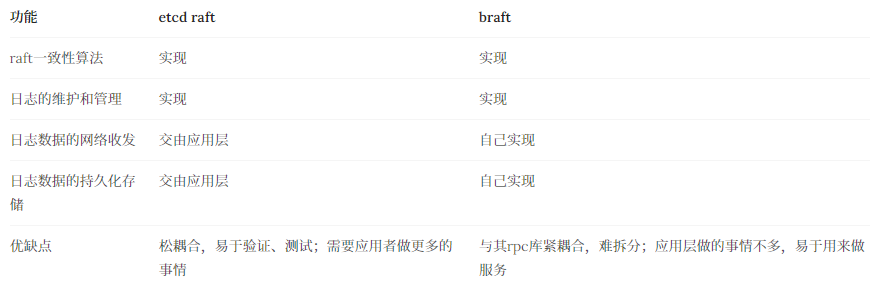 功能 etcd raft braft
raft一致性算法 实现 实现
日志的维护和管理 实现 实现
日志数据的网络收发 交由应用层 自己实现
日志数据的持久化存 交由应用层 自己实现
储
优缺点 松耦合，易于验证、测试；需要应用者做更多的 与其rpc库紧耦合，难拆分；应用层做的事情不多，易于用来做
事情 服务